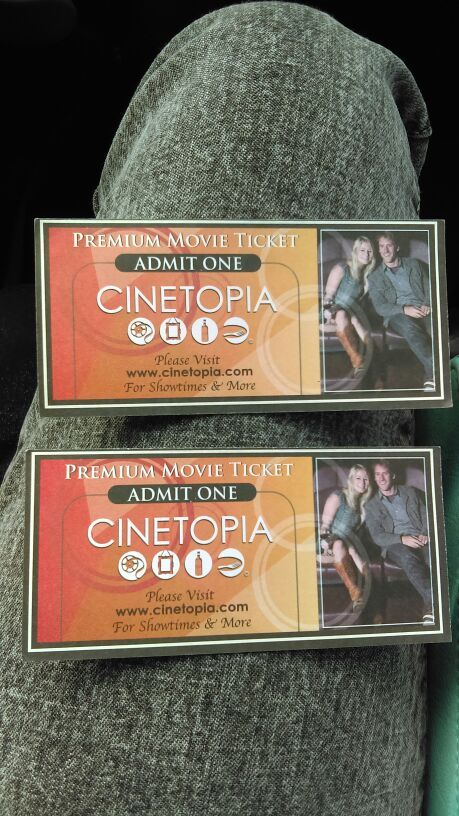 PREMIUM MOVIE TICKET
ADMIT ONE
CINETOPIA
Please Visit
www.cinetopia.com
For Showtimes & More
PREMIUM MOVIE TICKET
ADMIT ONE
CINETOPIA
Please Visit
www.cinetopia.com
For Showtimes & More